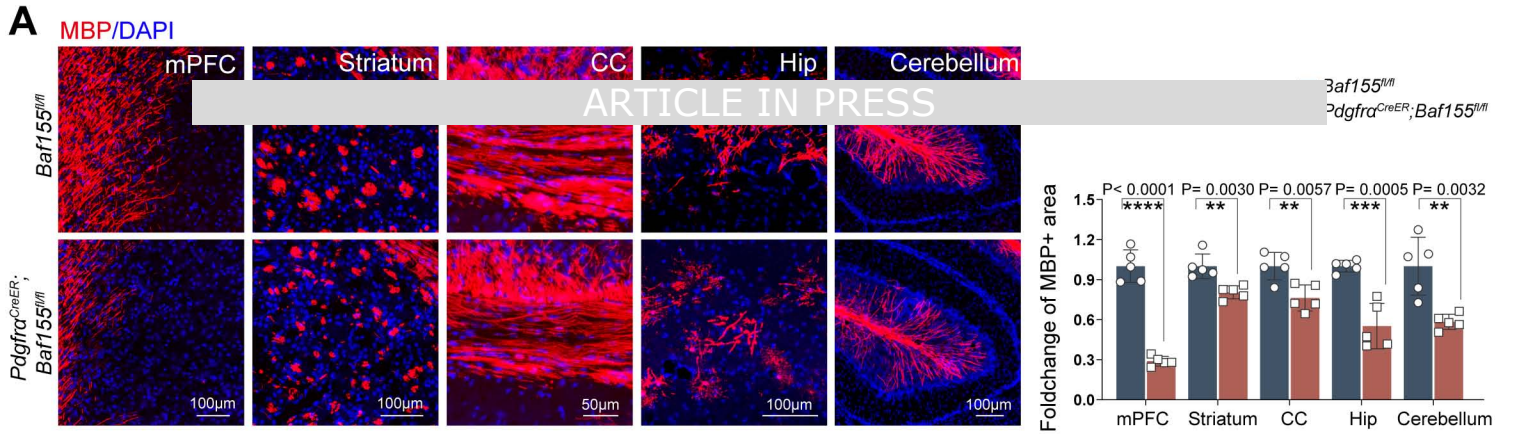 A
MBP/DAPI
mPFC
Striatum
CC
Hip
Cerebellum
ARTICLE IN PRESS
Baf155fl/fl
PdgfrαCreER;Baf155fl/fl
Baf155fl/fl
PdgfrαCreER;
Baf155fl/fl
100μm
100μm
50μm
100μm
100μm
Foldchange of MBP+ area
P< 0.0001 P= 0.0030 P= 0.0057 P= 0.0005 P= 0.0032
**** ** ** *** **
1.5
1.2
0.9
0.6
0.3
0.0
mPFC Striatum CC Hip Cerebellum